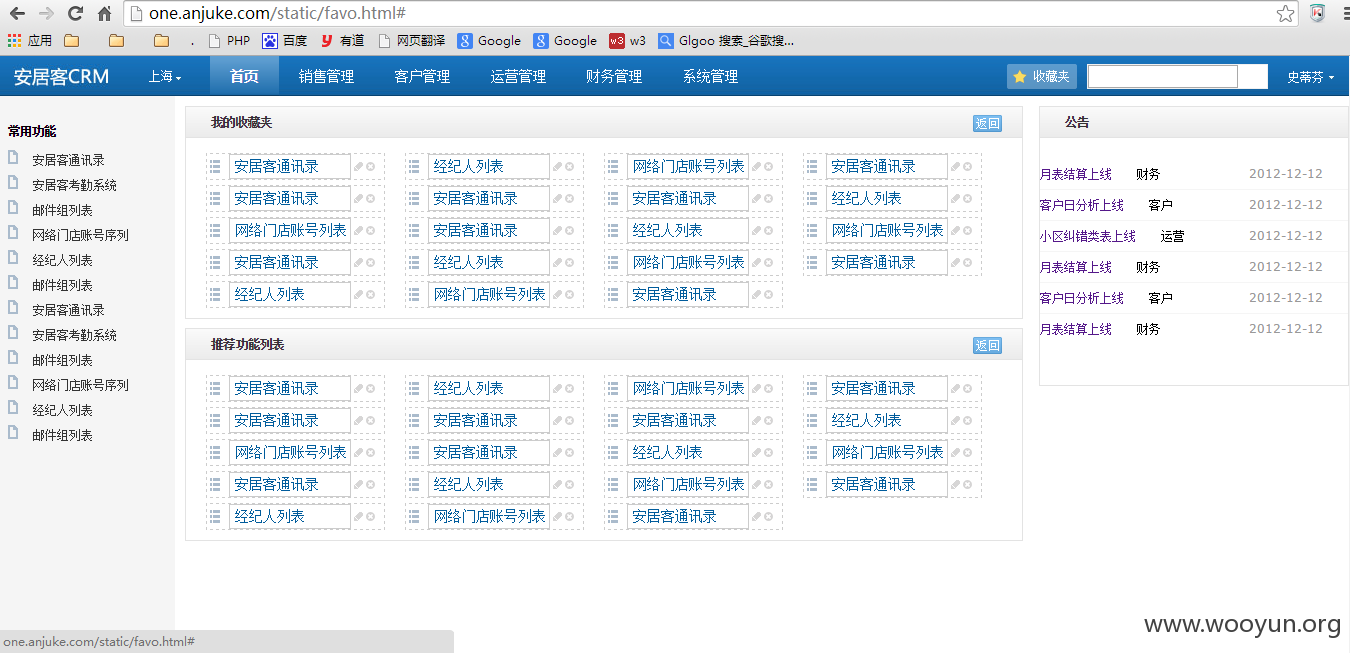 one.anjuke.com/static/favo.html#
应用 . PHP 百度 有道 网页翻译 Google Google w3 Glgoo 搜索_谷歌搜...
安居客CRM 上海 首页 销售管理 客户管理 运营管理 财务管理 系统管理 收藏夹 史蒂芬
常用功能
安居客通讯录
安居客考勤系统
邮件组列表
网络门店账号序列
经纪人列表
邮件组列表
安居客通讯录
安居客考勤系统
邮件组列表
网络门店账号序列
经纪人列表
邮件组列表
我的收藏夹 返回
安居客通讯录 经纪人列表 网络门店账号列表 安居客通讯录
安居客通讯录 安居客通讯录 安居客通讯录 经纪人列表
网络门店账号列表 安居客通讯录 经纪人列表 网络门店账号列表
安居客通讯录 经纪人列表 网络门店账号列表 安居客通讯录
经纪人列表 网络门店账号列表 安居客通讯录
推荐功能列表 返回
安居客通讯录 经纪人列表 网络门店账号列表 安居客通讯录
安居客通讯录 安居客通讯录 安居客通讯录 经纪人列表
网络门店账号列表 安居客通讯录 经纪人列表 网络门店账号列表
安居客通讯录 经纪人列表 网络门店账号列表 安居客通讯录
经纪人列表 网络门店账号列表 安居客通讯录
公告
月表结算上线 财务 2012-12-12
客户日分析上线 客户 2012-12-12
小区纠错类表上线 运营 2012-12-12
月表结算上线 财务 2012-12-12
客户日分析上线 客户 2012-12-12
月表结算上线 财务 2012-12-12
www.wooyun.org
one.anjuke.com/static/favo.html#